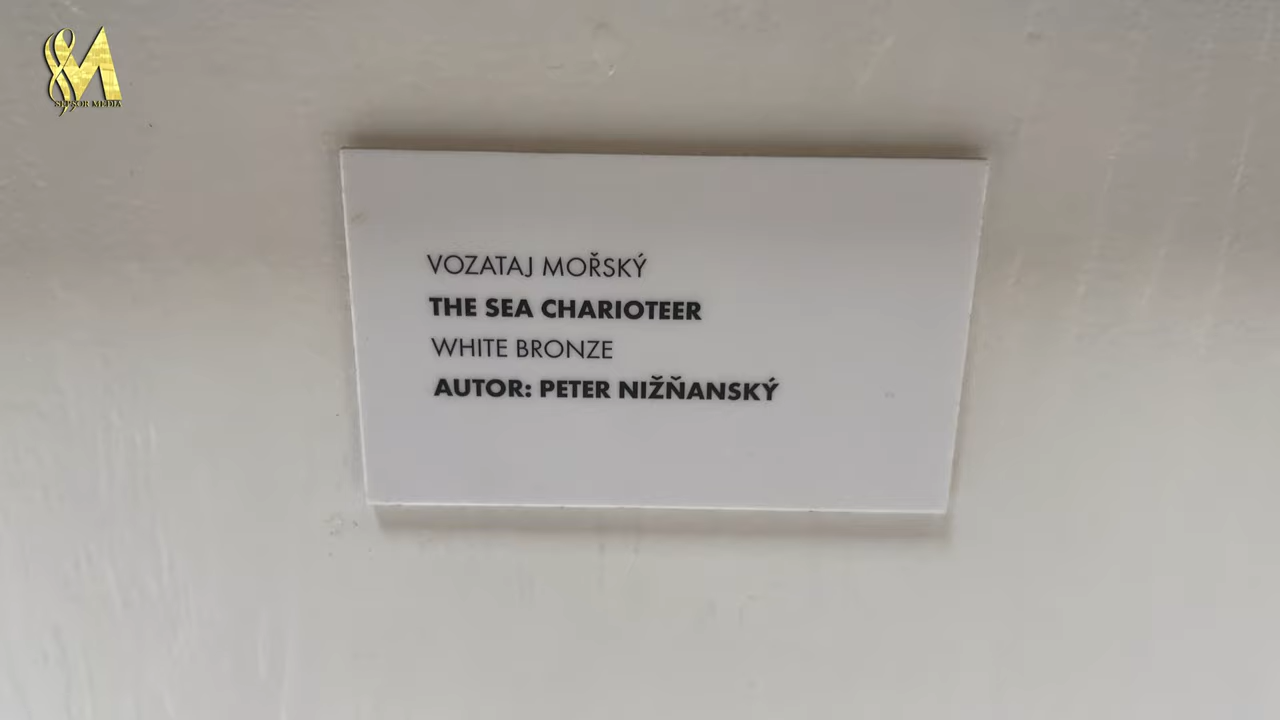 VOZATAJ MOŘSKÝ
THE SEA CHARIOTEER
WHITE BRONZE
AUTOR: PETER NIŽŇANSKÝ